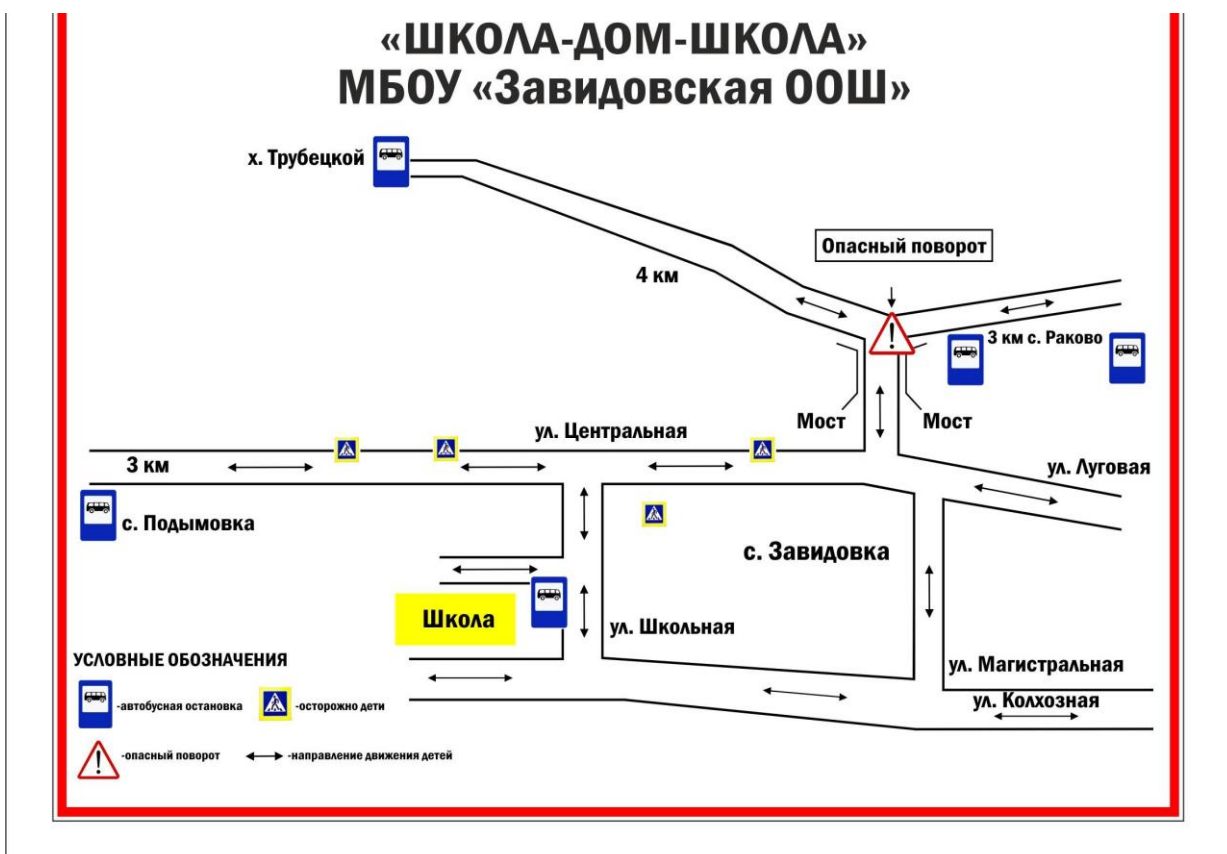 «ШКОЛА-ДОМ-ШКОЛА»
МБОУ «Завидовская ООШ»
х. Трубецкой
Опасный поворот
4 км
3 км с. Раково
Мост
Мост
ул. Центральная
3 км
ул. Луговая
с. Подымовка
с. Завидовка
Школа
ул. Школьная
УСЛОВНЫЕ ОБОЗНАЧЕНИЯ
ул. Магистральная
ул. Колхозная
-автобусная остановка
-осторожно дети
-опасный поворот
-направление движения детей